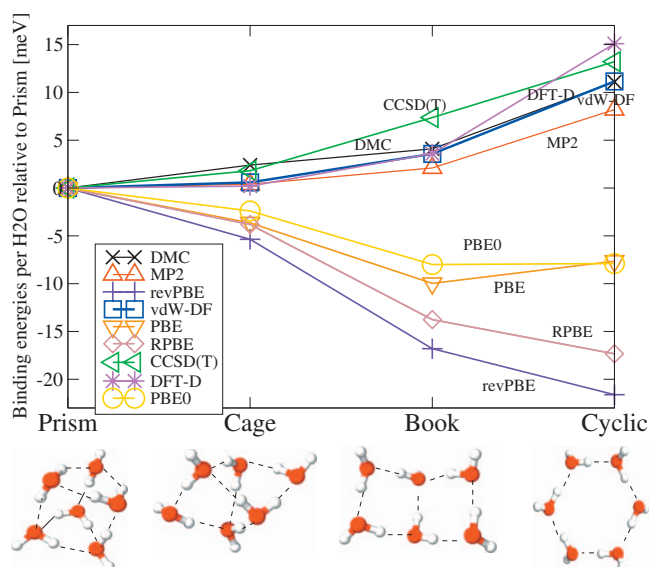 Binding energies per H2O relative to Prism [meV]
15
10
5
0
-5
-10
-15
-20
CCSD(T)
DMC
DFT-D
vdW-DF
MP2
PBE0
PBE
RPBE
revPBE
DMC
MP2
revPBE
vdW-DF
PBE
RPBE
CCSD(T)
DFT-D
PBE0
Prism Cage Book Cyclic